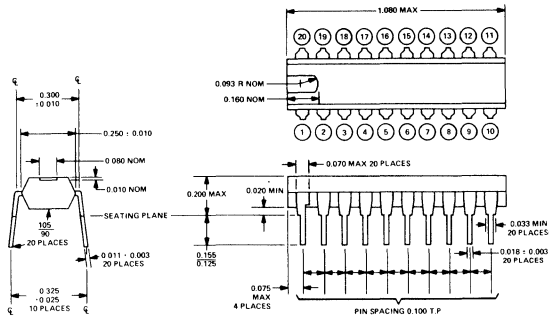 1.080 MAX
20 19 18 17 16 15 14 13 12 11
0.093 R NOM
0.160 NOM
1 2 3 4 5 6 7 8 9 10
℄ ℄
0.300
±0.010
0.250 ± 0.010
0.080 NOM
0.010 NOM
0.200 MAX
0.020 MIN
0.070 MAX 20 PLACES
SEATING PLANE
105
90
20 PLACES
0.011 ± 0.003
20 PLACES
0.155
0.125
0.033 MIN
20 PLACES
0.018 ± 0.003
20 PLACES
0.325
±0.025
10 PLACES
℄ ℄
0.075
MAX
4 PLACES
PIN SPACING 0.100 T.P